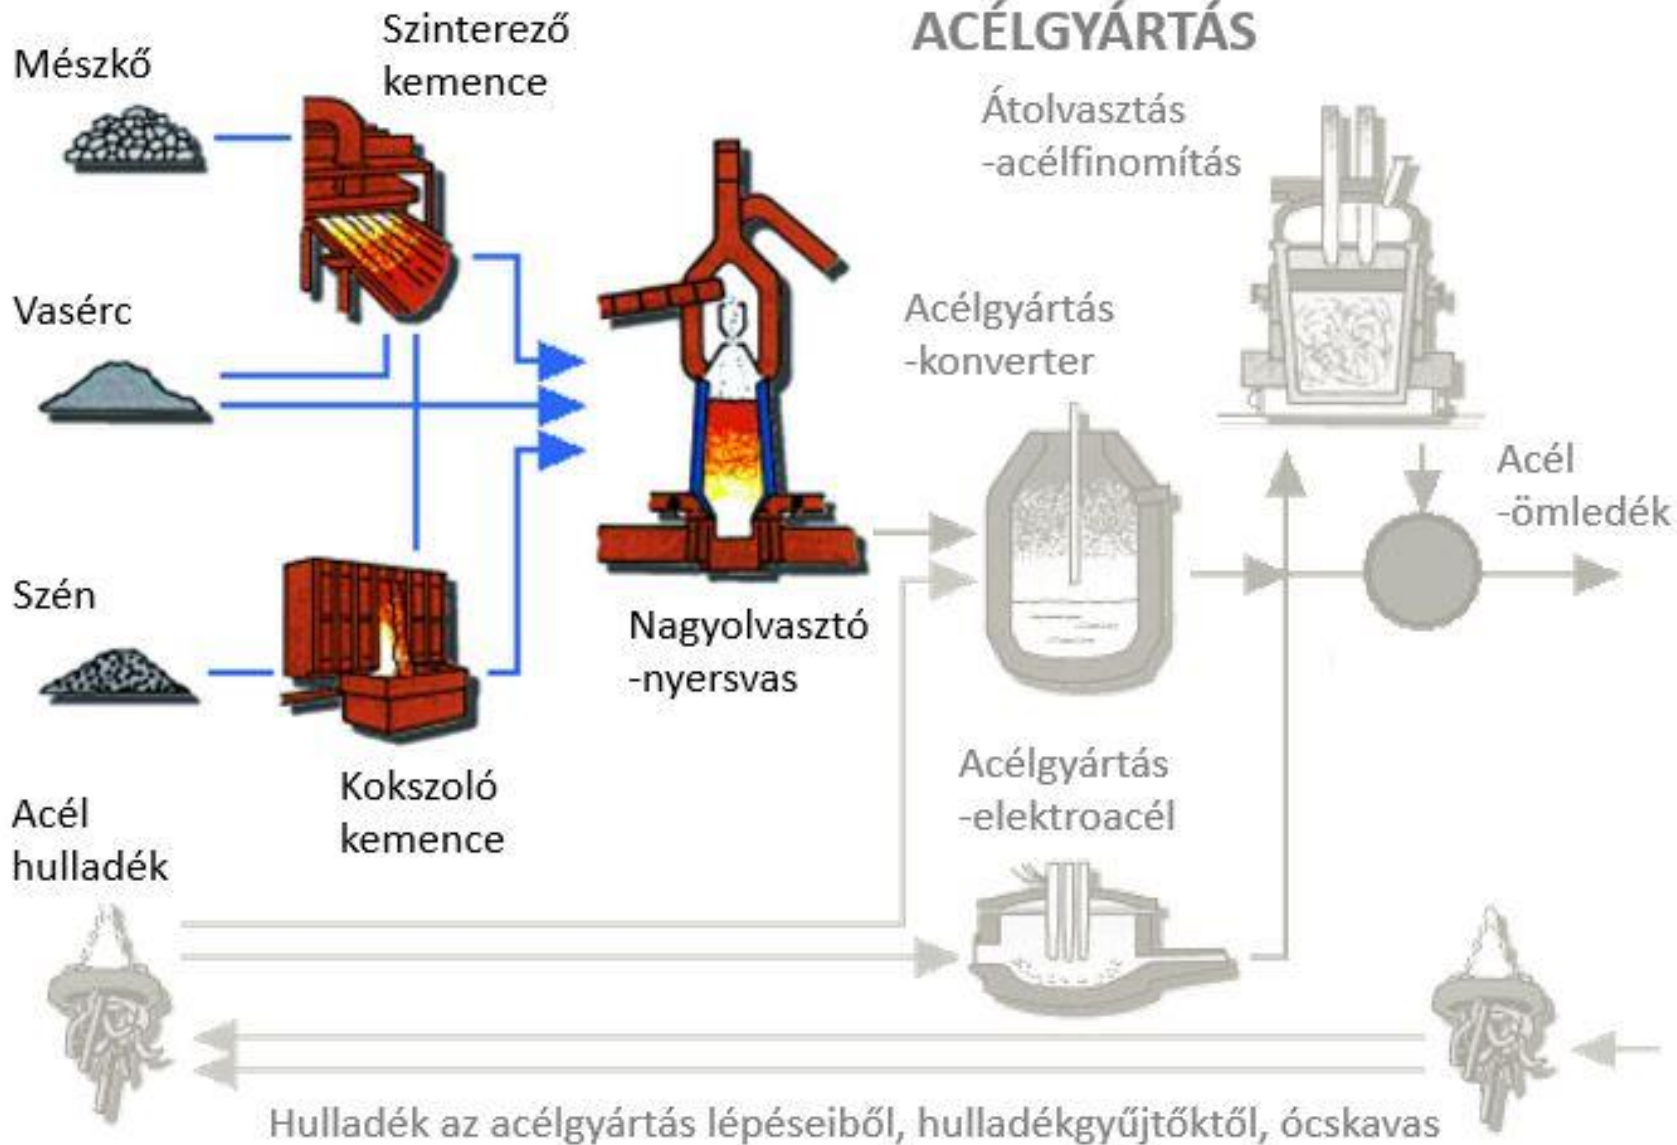 ACÉLGYÁRTÁS
Mészkő
Szinterező
kemence
Átolvasztás
-acélfinomítás
Vasérc
Acélgyártás
-konverter
Acél
-ömledék
Szén
Nagyolvasztó
-nyersvas
Kokszoló
kemence
Acélgyártás
-elektroacél
Acél
hulladék
Hulladék az acélgyártás lépéseiből, hulladékgyűjtőktől, ócskavas